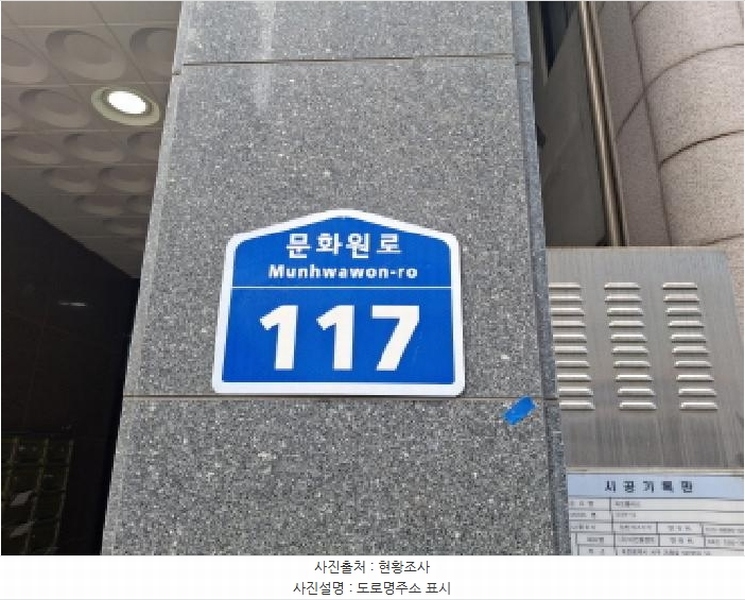 문화원로
Munhwawon-ro
117
시공기록판
사진출처 : 현황조사
사진설명 : 도로명주소 표시